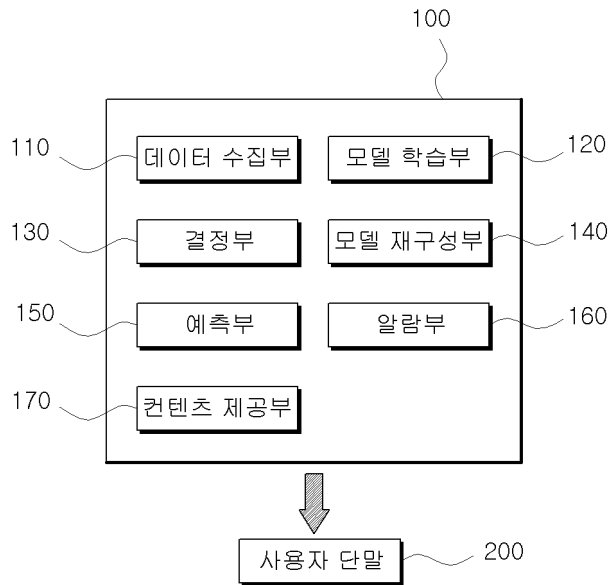 100
110 데이터 수집부 모델 학습부 120
130 결정부 모델 재구성부 140
150 예측부 알람부 160
170 컨텐츠 제공부
사용자 단말 200